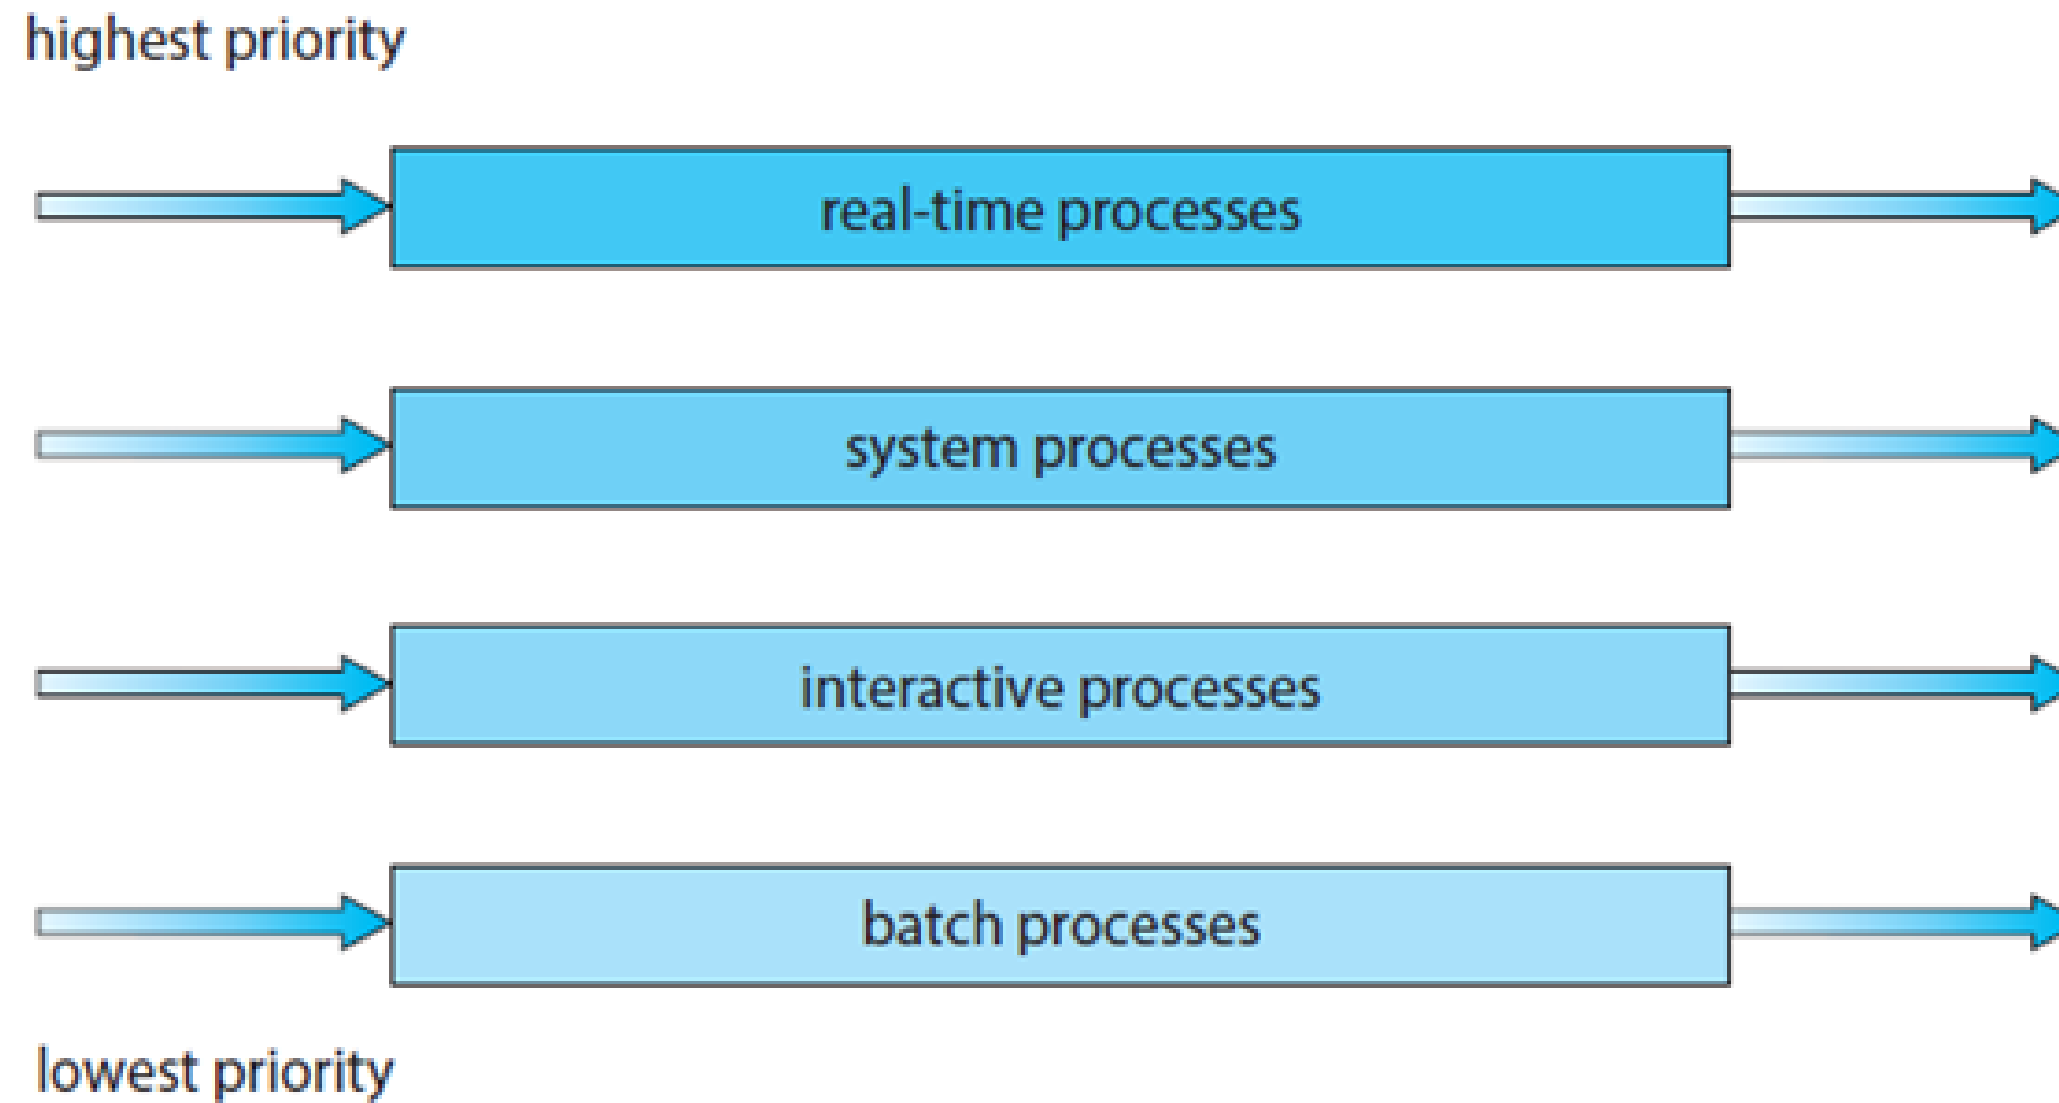 highest priority
real-time processes
system processes
interactive processes
batch processes
lowest priority